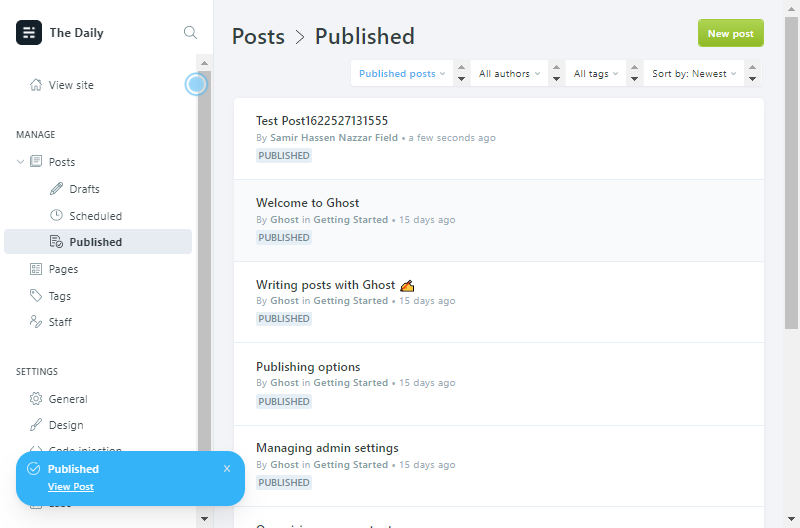 The Daily
View site
MANAGE
Posts
Drafts
Scheduled
Published
Pages
Tags
Staff
SETTINGS
General
Design
Code injection
Published
View Post
Posts > Published
New post
Published posts
All authors
All tags
Sort by: Newest
Test Post1622527131555
By Samir Hassen Nazzar Field • a few seconds ago
PUBLISHED
Welcome to Ghost
By Ghost in Getting Started • 15 days ago
PUBLISHED
Writing posts with Ghost ✍️
By Ghost in Getting Started • 15 days ago
PUBLISHED
Publishing options
By Ghost in Getting Started • 15 days ago
PUBLISHED
Managing admin settings
By Ghost in Getting Started • 15 days ago
PUBLISHED